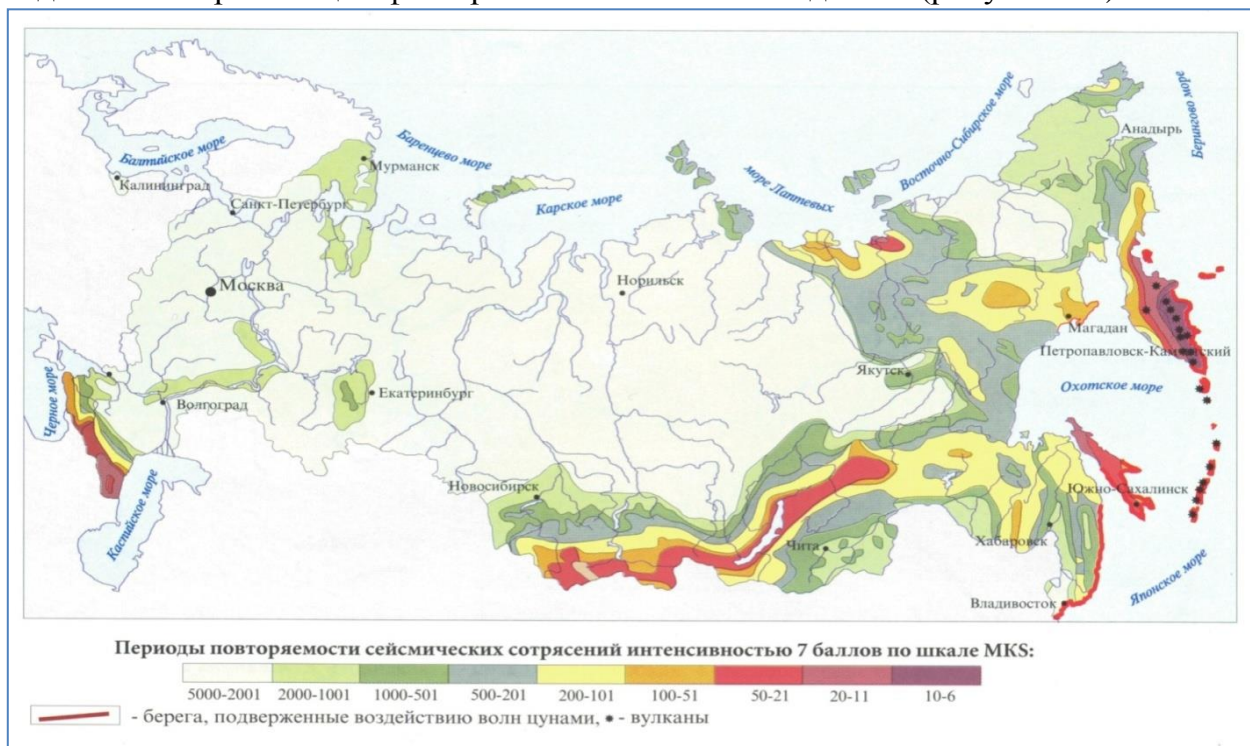 Анадырь
Берингово море
Восточно-Сибирское море
Баренцево море
Балтийское море
Мурманск
Калининград
море Лаптевых
Санкт-Петербург
Карское море
Норильск
Москва
Магадан
Петропавловск-Камчатский
Якутск
Охотское море
Екатеринбург
Волгоград
Черное море
Новосибирск
Южно-Сахалинск
Каспийское море
Чита
Хабаровск
Японское море
Владивосток
Периоды повторяемости сейсмических сотрясений интенсивностью 7 баллов по шкале MKS:
5000-2001 2000-1001 1000-501 500-201 200-101 100-51 50-21 20-11 10-6
- берега, подверженные воздействию волн цунами, • - вулканы